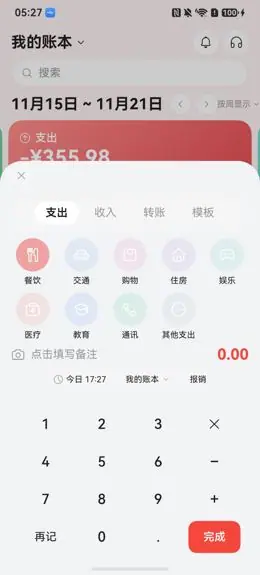 05:27
100
我的账本
搜索
11月15日 ~ 11月21日 按周显示
支出
-¥355.98
支出 收入 转账 模板
餐饮 交通 购物 住房 娱乐
医疗 教育 通讯 其他支出
点击填写备注 0.00
今日 17:27 我的账本 报销
1 2 3 ×
4 5 6 −
7 8 9 +
再记 0 . 完成